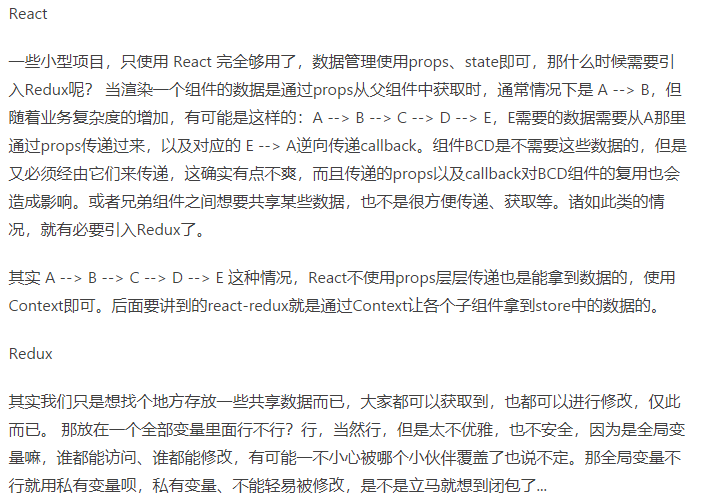 React
一些小型项目，只使用 React 完全够用了，数据管理使用props、state即可，那什么时候需要引
入Redux呢？ 当渲染一个组件的数据是通过props从父组件中获取时，通常情况下是 A --> B，但
随着业务复杂度的增加，有可能是这样的：A --> B --> C --> D --> E，E需要的数据需要从A那里
通过props传递过来，以及对应的 E --> A逆向传递callback。组件BCD是不需要这些数据的，但是
又必须经由它们来传递，这确实有点不爽，而且传递的props以及callback对BCD组件的复用也会
造成影响。或者兄弟组件之间想要共享某些数据，也不是很方便传递、获取等。诸如此类的情
况，就有必要引入Redux了。
其实 A --> B --> C --> D --> E 这种情况，React不使用props层层传递也是能拿到数据的，使用
Context即可。后面要讲到的react-redux就是通过Context让各个子组件拿到store中的数据的。
Redux
其实我们只是想找个地方存放一些共享数据而已，大家都可以获取到，也都可以进行修改，仅此
而已。 那放在一个全部变量里面行不行？行，当然行，但是太不优雅，也不安全，因为是全局变
量嘛，谁都能访问、谁都能修改，有可能一不小心被哪个小伙伴覆盖了也说不定。那全局变量不
行就用私有变量呗，私有变量、不能轻易被修改，是不是立马就想到闭包了...